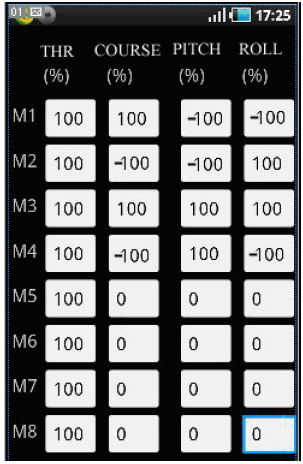 01 17:25
THR COURSE PITCH ROLL
(%) (%) (%) (%)
M1 100 100 -100 -100
M2 100 -100 -100 100
M3 100 100 100 100
M4 100 -100 100 -100
M5 100 0 0 0
M6 100 0 0 0
M7 100 0 0 0
M8 100 0 0 0